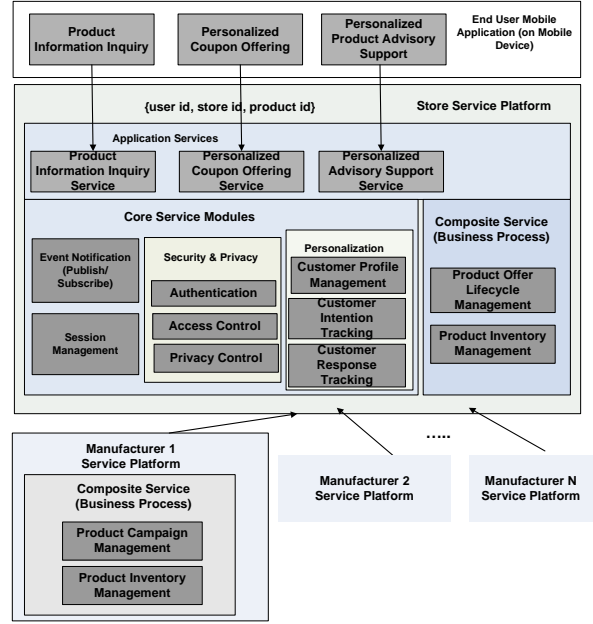 Product
Information Inquiry
Personalized
Coupon Offering
Personalized
Product Advisory
Support
End User Mobile
Application (on Mobile
Device)
{user id, store id, product id}
Store Service Platform
Application Services
Product
Information Inquiry
Service
Personalized
Coupon Offering
Service
Personalized
Advisory Support
Service
Core Service Modules
Event Notification
(Publish/
Subscribe)
Session
Management
Security & Privacy
Authentication
Access Control
Privacy Control
Personalization
Customer Profile
Management
Customer
Intention
Tracking
Customer
Response
Tracking
Composite Service
(Business Process)
Product Offer
Lifecycle
Management
Product Inventory
Management
Manufacturer 1
Service Platform
Composite Service
(Business Process)
Product Campaign
Management
Product Inventory
Management
Manufacturer 2
Service Platform
.....
Manufacturer N
Service Platform